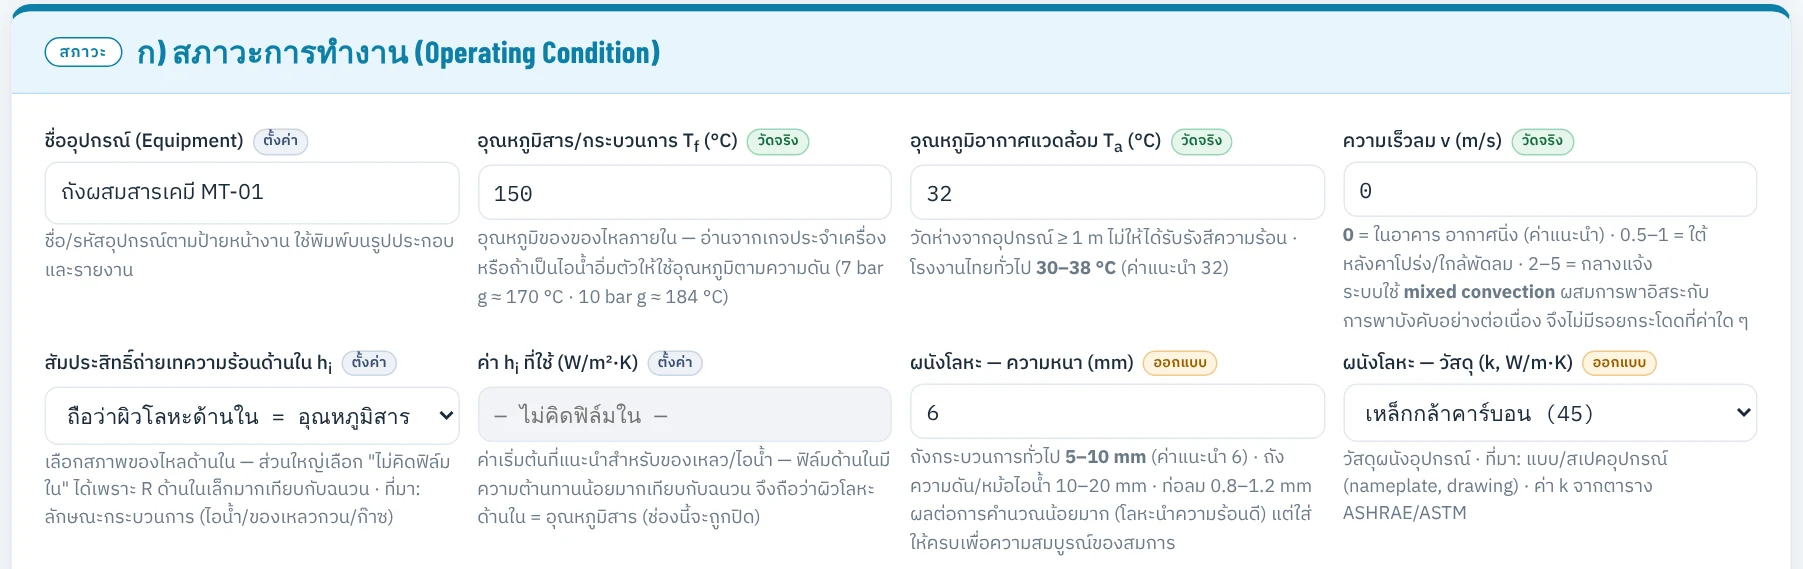 สภาวะ ก) สภาวะการทำงาน (Operating Condition)
ชื่ออุปกรณ์ (Equipment) ตั้งค่า
ถังผสมสารเคมี MT-01
ชื่อ/รหัสอุปกรณ์ตามป้ายหน้างาน ใช้พิมพ์บนรูปประกอบ
และรายงาน
อุณหภูมิสาร/กระบวนการ Tf (°C) วัดจริง
150
อุณหภูมิของของไหลภายใน — อ่านจากเกจประจำเครื่อง
หรือถ้าเป็นไอน้ำอิ่มตัวให้ใช้อุณหภูมิตามความดัน (7 bar
g ≈ 170 °C · 10 bar g ≈ 184 °C)
อุณหภูมิอากาศแวดล้อม Ta (°C) วัดจริง
32
วัดห่างจากอุปกรณ์ ≥ 1 m ไม่ให้ได้รับรังสีความร้อน ·
โรงงานไทยทั่วไป 30–38 °C (ค่าแนะนำ 32)
ความเร็วลม v (m/s) วัดจริง
0
0 = ในอาคาร อากาศนิ่ง (ค่าแนะนำ) · 0.5–1 = ใต้
หลังคาโปร่ง/ใกล้พัดลม · 2–5 = กลางแจ้ง
ระบบใช้ mixed convection ผสมการพาอิสระกับ
การพาบังคับอย่างต่อเนื่อง จึงไม่มีรอยกระโดดที่ค่าใด ๆ
สัมประสิทธิ์ถ่ายเทความร้อนด้านใน hi ตั้งค่า
ถือว่าผิวโลหะด้านใน = อุณหภูมิสาร
เลือกสภาพของไหลด้านใน — ส่วนใหญ่เลือก "ไม่คิดฟิล์ม
ใน" ได้เพราะ R ด้านในเล็กมากเทียบกับฉนวน · ที่มา:
ลักษณะกระบวนการ (ไอน้ำ/ของเหลวกวน/ก๊าซ)
ค่า hi ที่ใช้ (W/m²·K) ตั้งค่า
— ไม่คิดฟิล์มใน —
ค่าเริ่มต้นที่แนะนำสำหรับของเหลว/ไอน้ำ — ฟิล์มด้านในมี
ความต้านทานน้อยมากเทียบกับฉนวน จึงถือว่าผิวโลหะ
ด้านใน = อุณหภูมิสาร (ช่องนี้จะถูกปิด)
ผนังโลหะ — ความหนา (mm) ออกแบบ
6
ถังกระบวนการทั่วไป 5–10 mm (ค่าแนะนำ 6) · ถัง
ความดัน/หม้อไอน้ำ 10–20 mm · ท่อลม 0.8–1.2 mm
ผลต่อการคำนวณน้อยมาก (โลหะนำความร้อนดี) แต่ใส่
ให้ครบเพื่อความสมบูรณ์ของสมการ
ผนังโลหะ — วัสดุ (k, W/m·K) ออกแบบ
เหล็กกล้าคาร์บอน (45)
วัสดุผนังอุปกรณ์ · ที่มา: แบบ/สเปคอุปกรณ์
(nameplate, drawing) · ค่า k จากตาราง
ASHRAE/ASTM